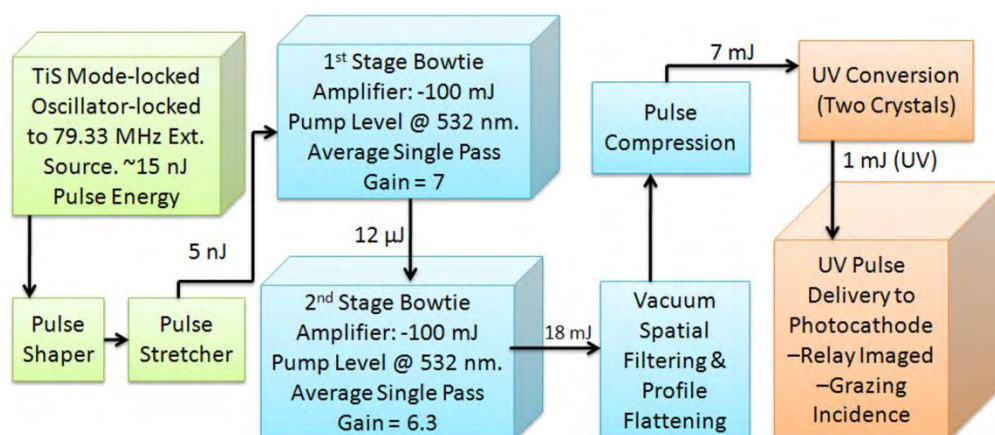 TiS Mode-locked
Oscillator-locked
to 79.33 MHz Ext.
Source. ~15 nJ
Pulse Energy
Pulse
Shaper
Pulse
Stretcher
5 nJ
1st Stage Bowtie
Amplifier: -100 mJ
Pump Level @ 532 nm.
Average Single Pass
Gain = 7
12 µJ
2nd Stage Bowtie
Amplifier: -100 mJ
Pump Level @ 532 nm.
Average Single Pass
Gain = 6.3
18 mJ
Vacuum
Spatial
Filtering &
Profile
Flattening
Pulse
Compression
7 mJ
UV Conversion
(Two Crystals)
1 mJ (UV)
UV Pulse
Delivery to
Photocathode
–Relay Imaged
–Grazing
Incidence